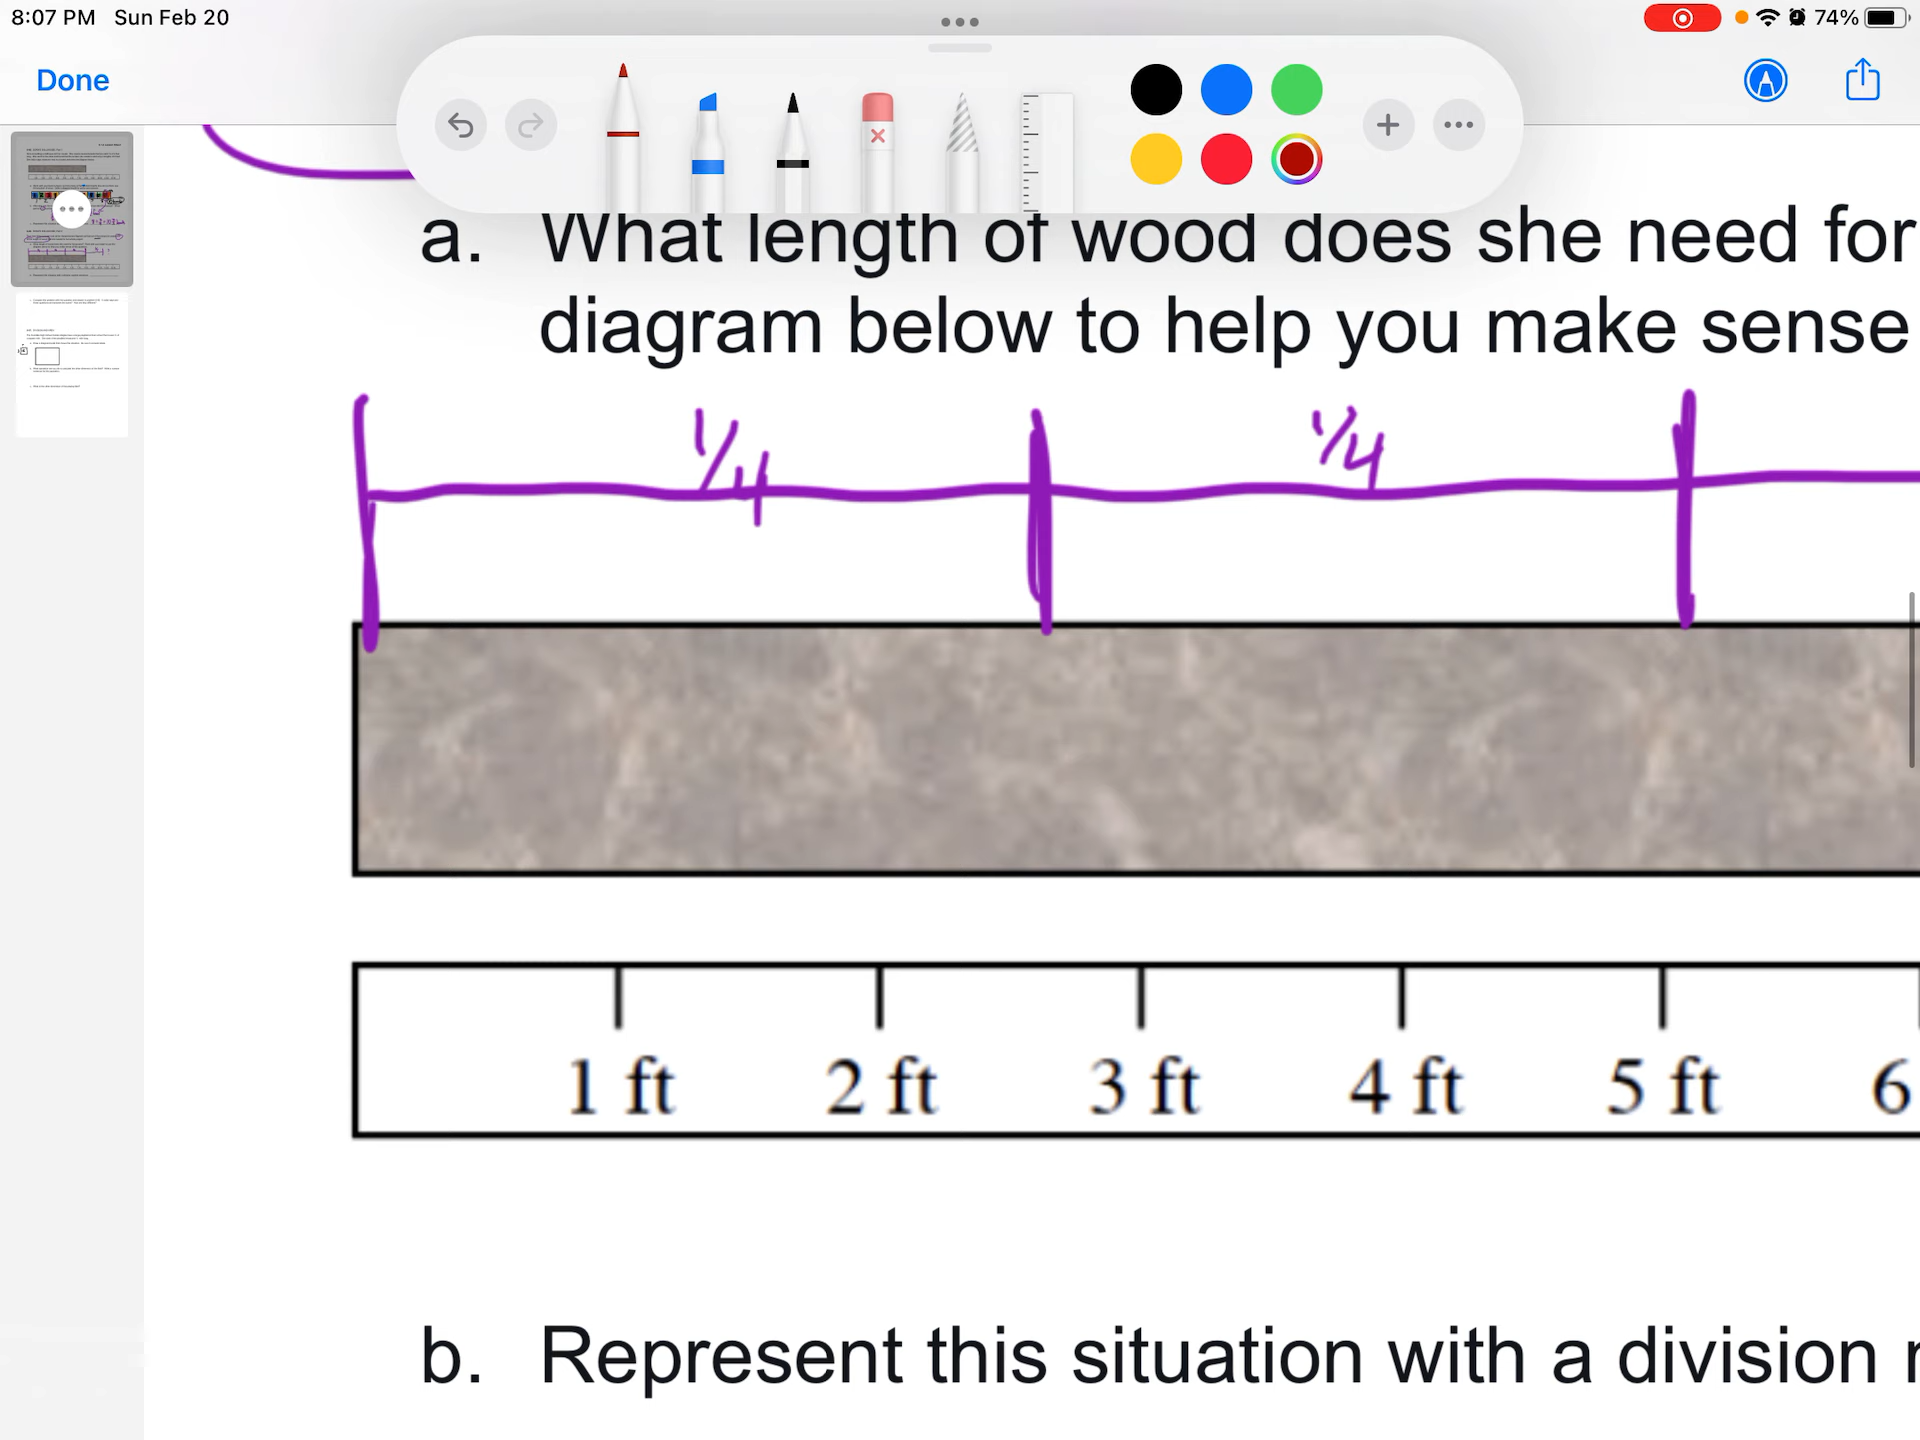 8:07 PM Sun Feb 20
74%
Done
a. What length of wood does she need for
diagram below to help you make sense
1/4 1/4
1 ft 2 ft 3 ft 4 ft 5 ft 6
b. Represent this situation with a division